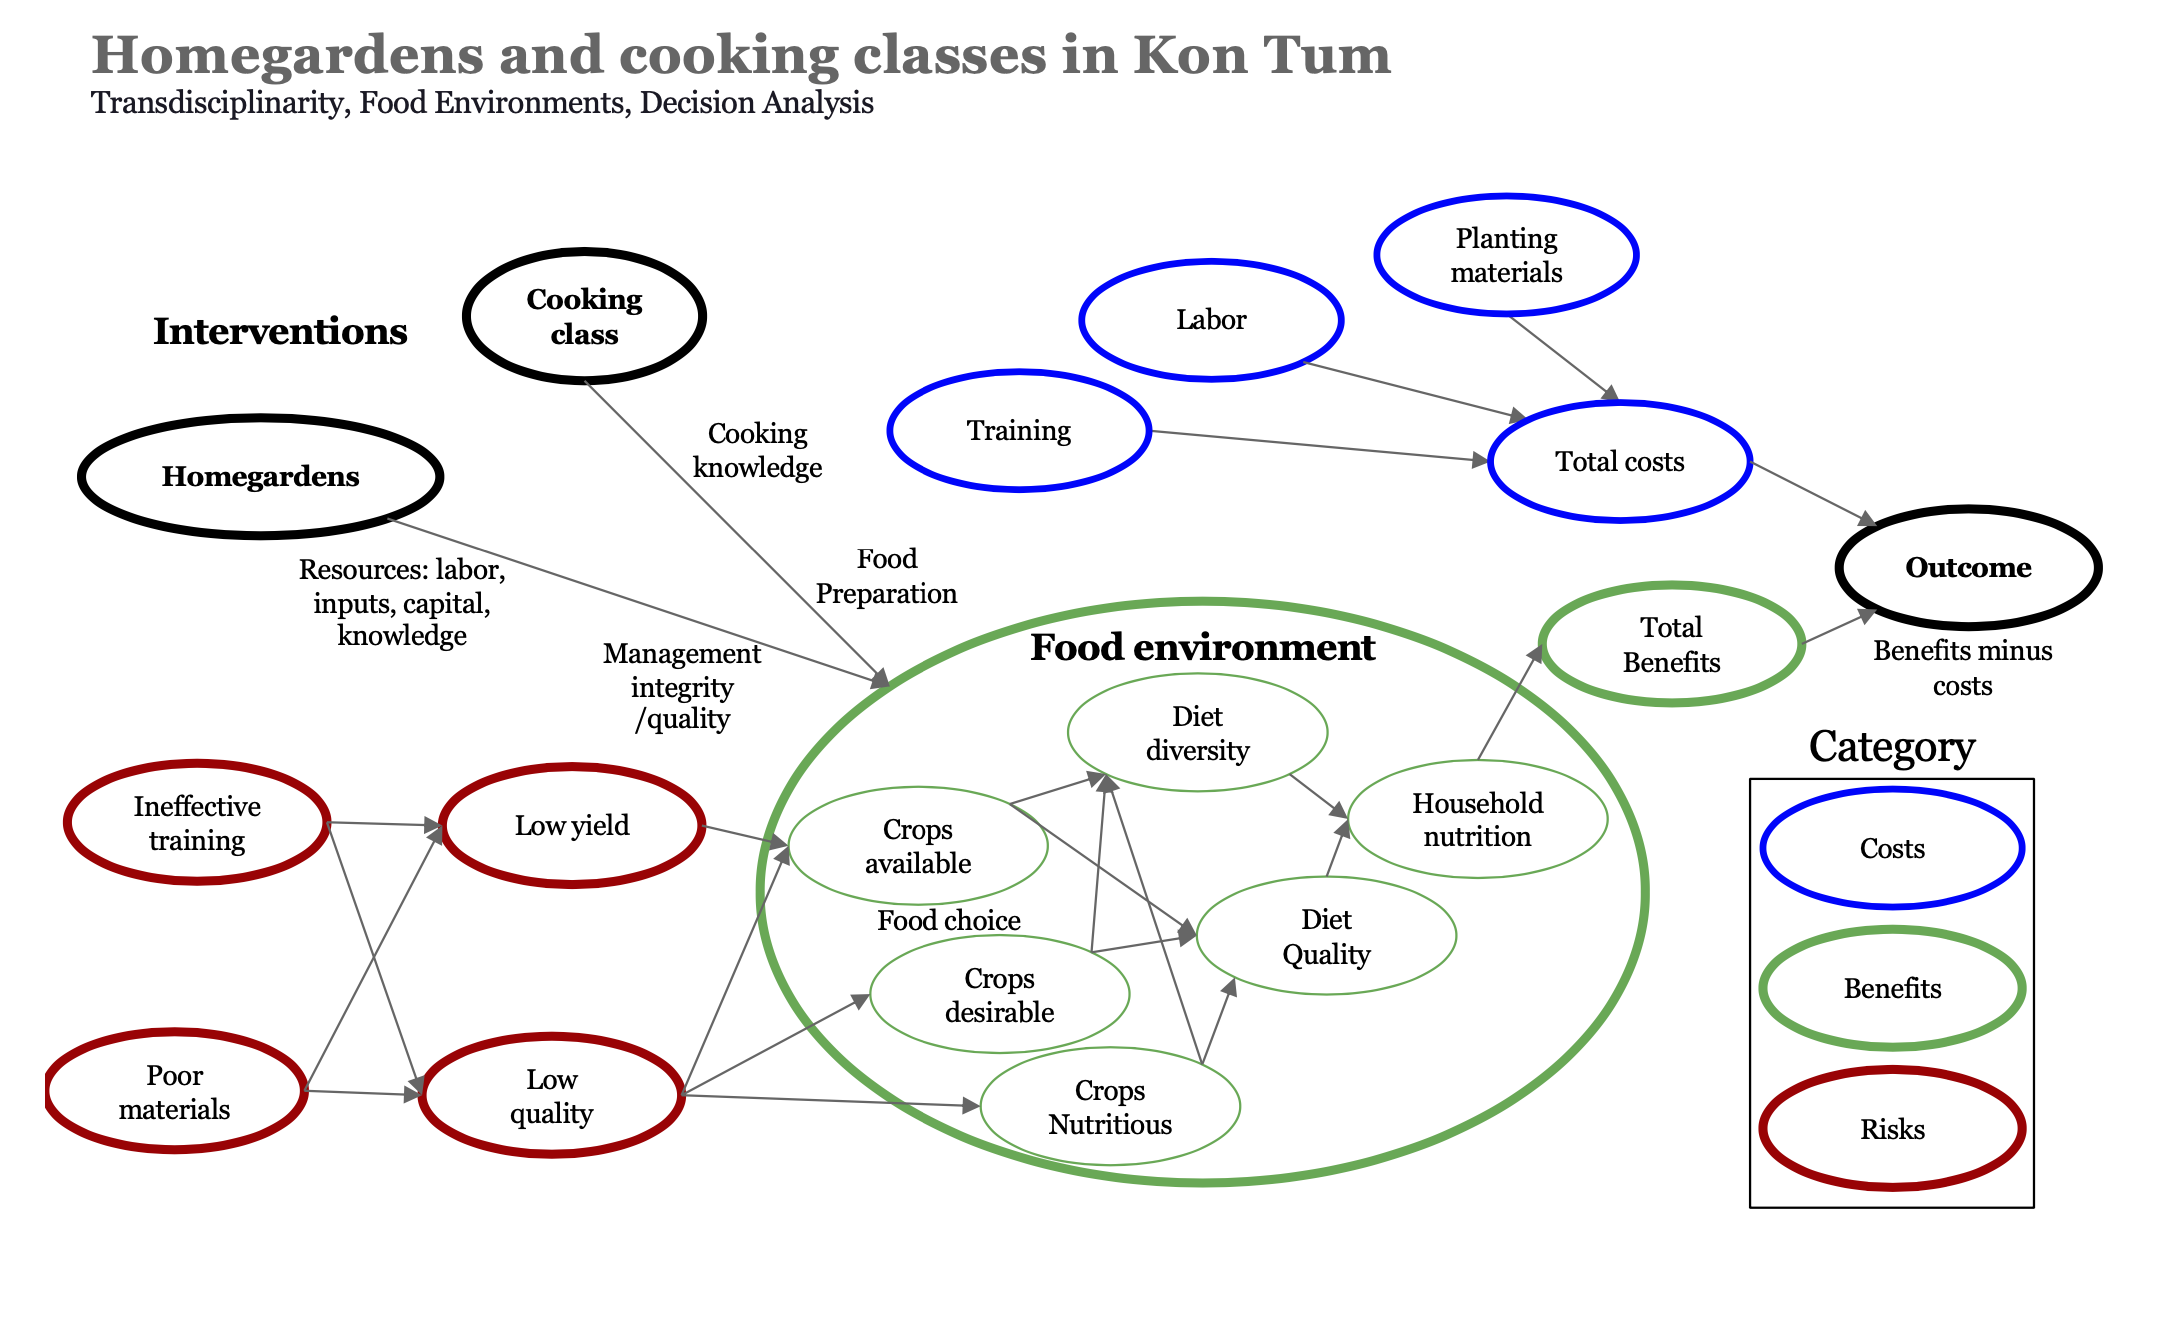 Homegardens and cooking classes in Kon Tum
Transdisciplinarity, Food Environments, Decision Analysis
Interventions
Cooking
class
Homegardens
Cooking
knowledge
Resources: labor,
inputs, capital,
knowledge
Food
Preparation
Management
integrity
/quality
Planting
materials
Labor
Training
Total costs
Outcome
Total
Benefits
Benefits minus
costs
Ineffective
training
Low yield
Poor
materials
Low
quality
Food environment
Diet
diversity
Crops
available
Household
nutrition
Food choice
Diet
Quality
Crops
desirable
Crops
Nutritious
Category
Costs
Benefits
Risks